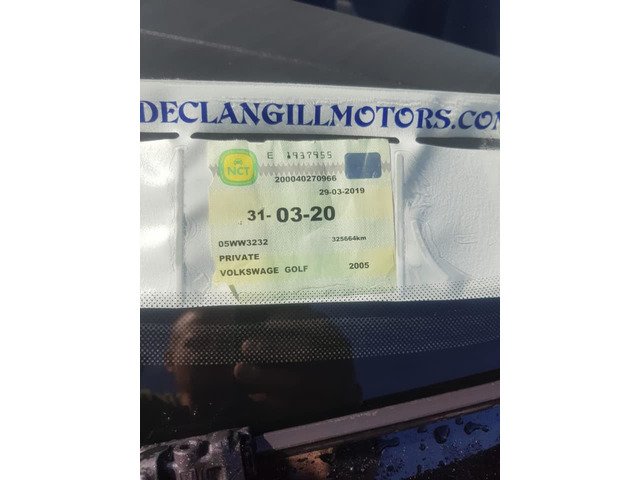 DECLANGILLMOTORS.COM
E 1937955
NCT
200040270966
29-03-2019
31-03-20
05WW3232 325664km
PRIVATE
VOLKSWAGE GOLF 2005